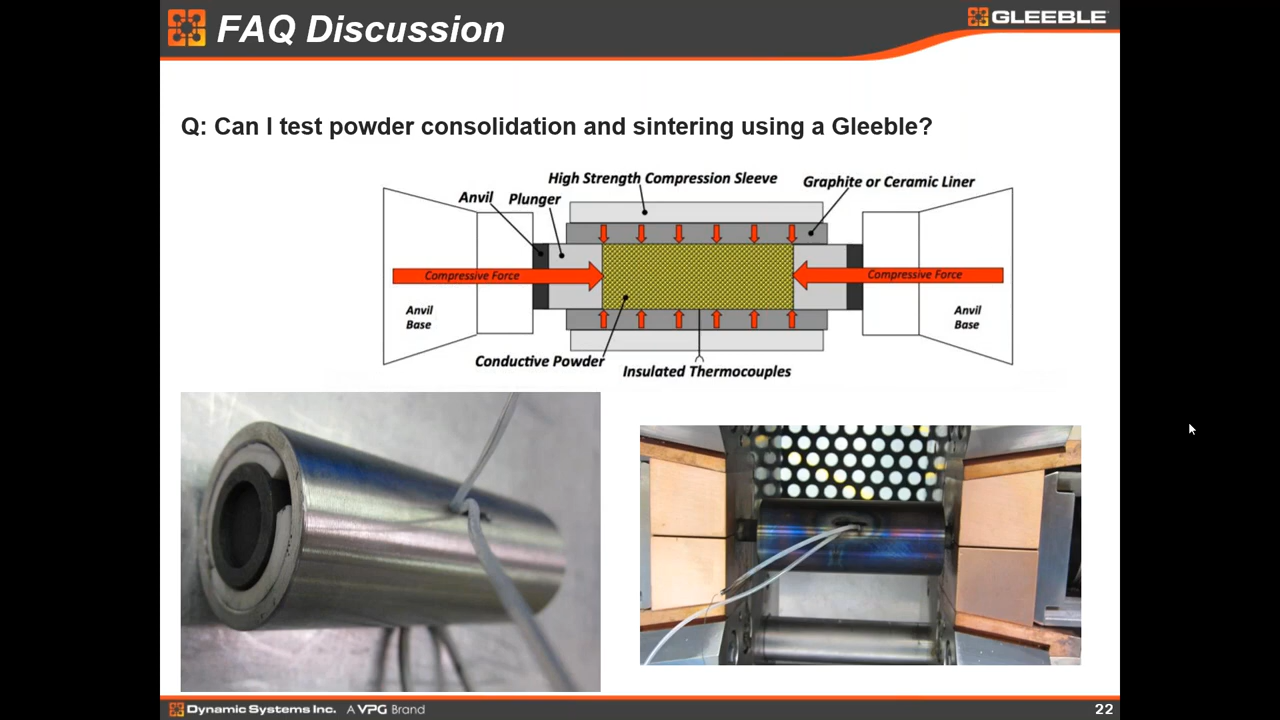 FAQ Discussion
GLEEBLE
Q: Can I test powder consolidation and sintering using a Gleeble?
High Strength Compression Sleeve
Graphite or Ceramic Liner
Anvil
Plunger
Compressive Force
Compressive Force
Anvil
Base
Anvil
Base
Conductive Powder
Insulated Thermocouples
Dynamic Systems Inc. A VPG Brand
22